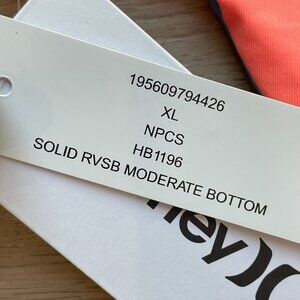 195609794426
XL
NPCS
HB1196
SOLID RVSB MODERATE BOTTOM